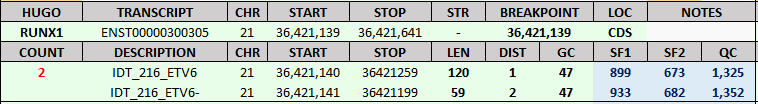 HUGO TRANSCRIPT CHR START STOP STR BREAKPOINT LOC NOTES
RUNX1 ENST00000300305 21 36,421,139 36,421,641 - 36,421,139 CDS
COUNT DESCRIPTION CHR START STOP LEN DIST GC SF1 SF2 QC
2 IDT_216_ETV6 21 36,421,140 36421259 120 1 47 899 673 1,325
IDT_216_ETV6- 21 36,421,141 36421199 59 2 47 933 682 1,352